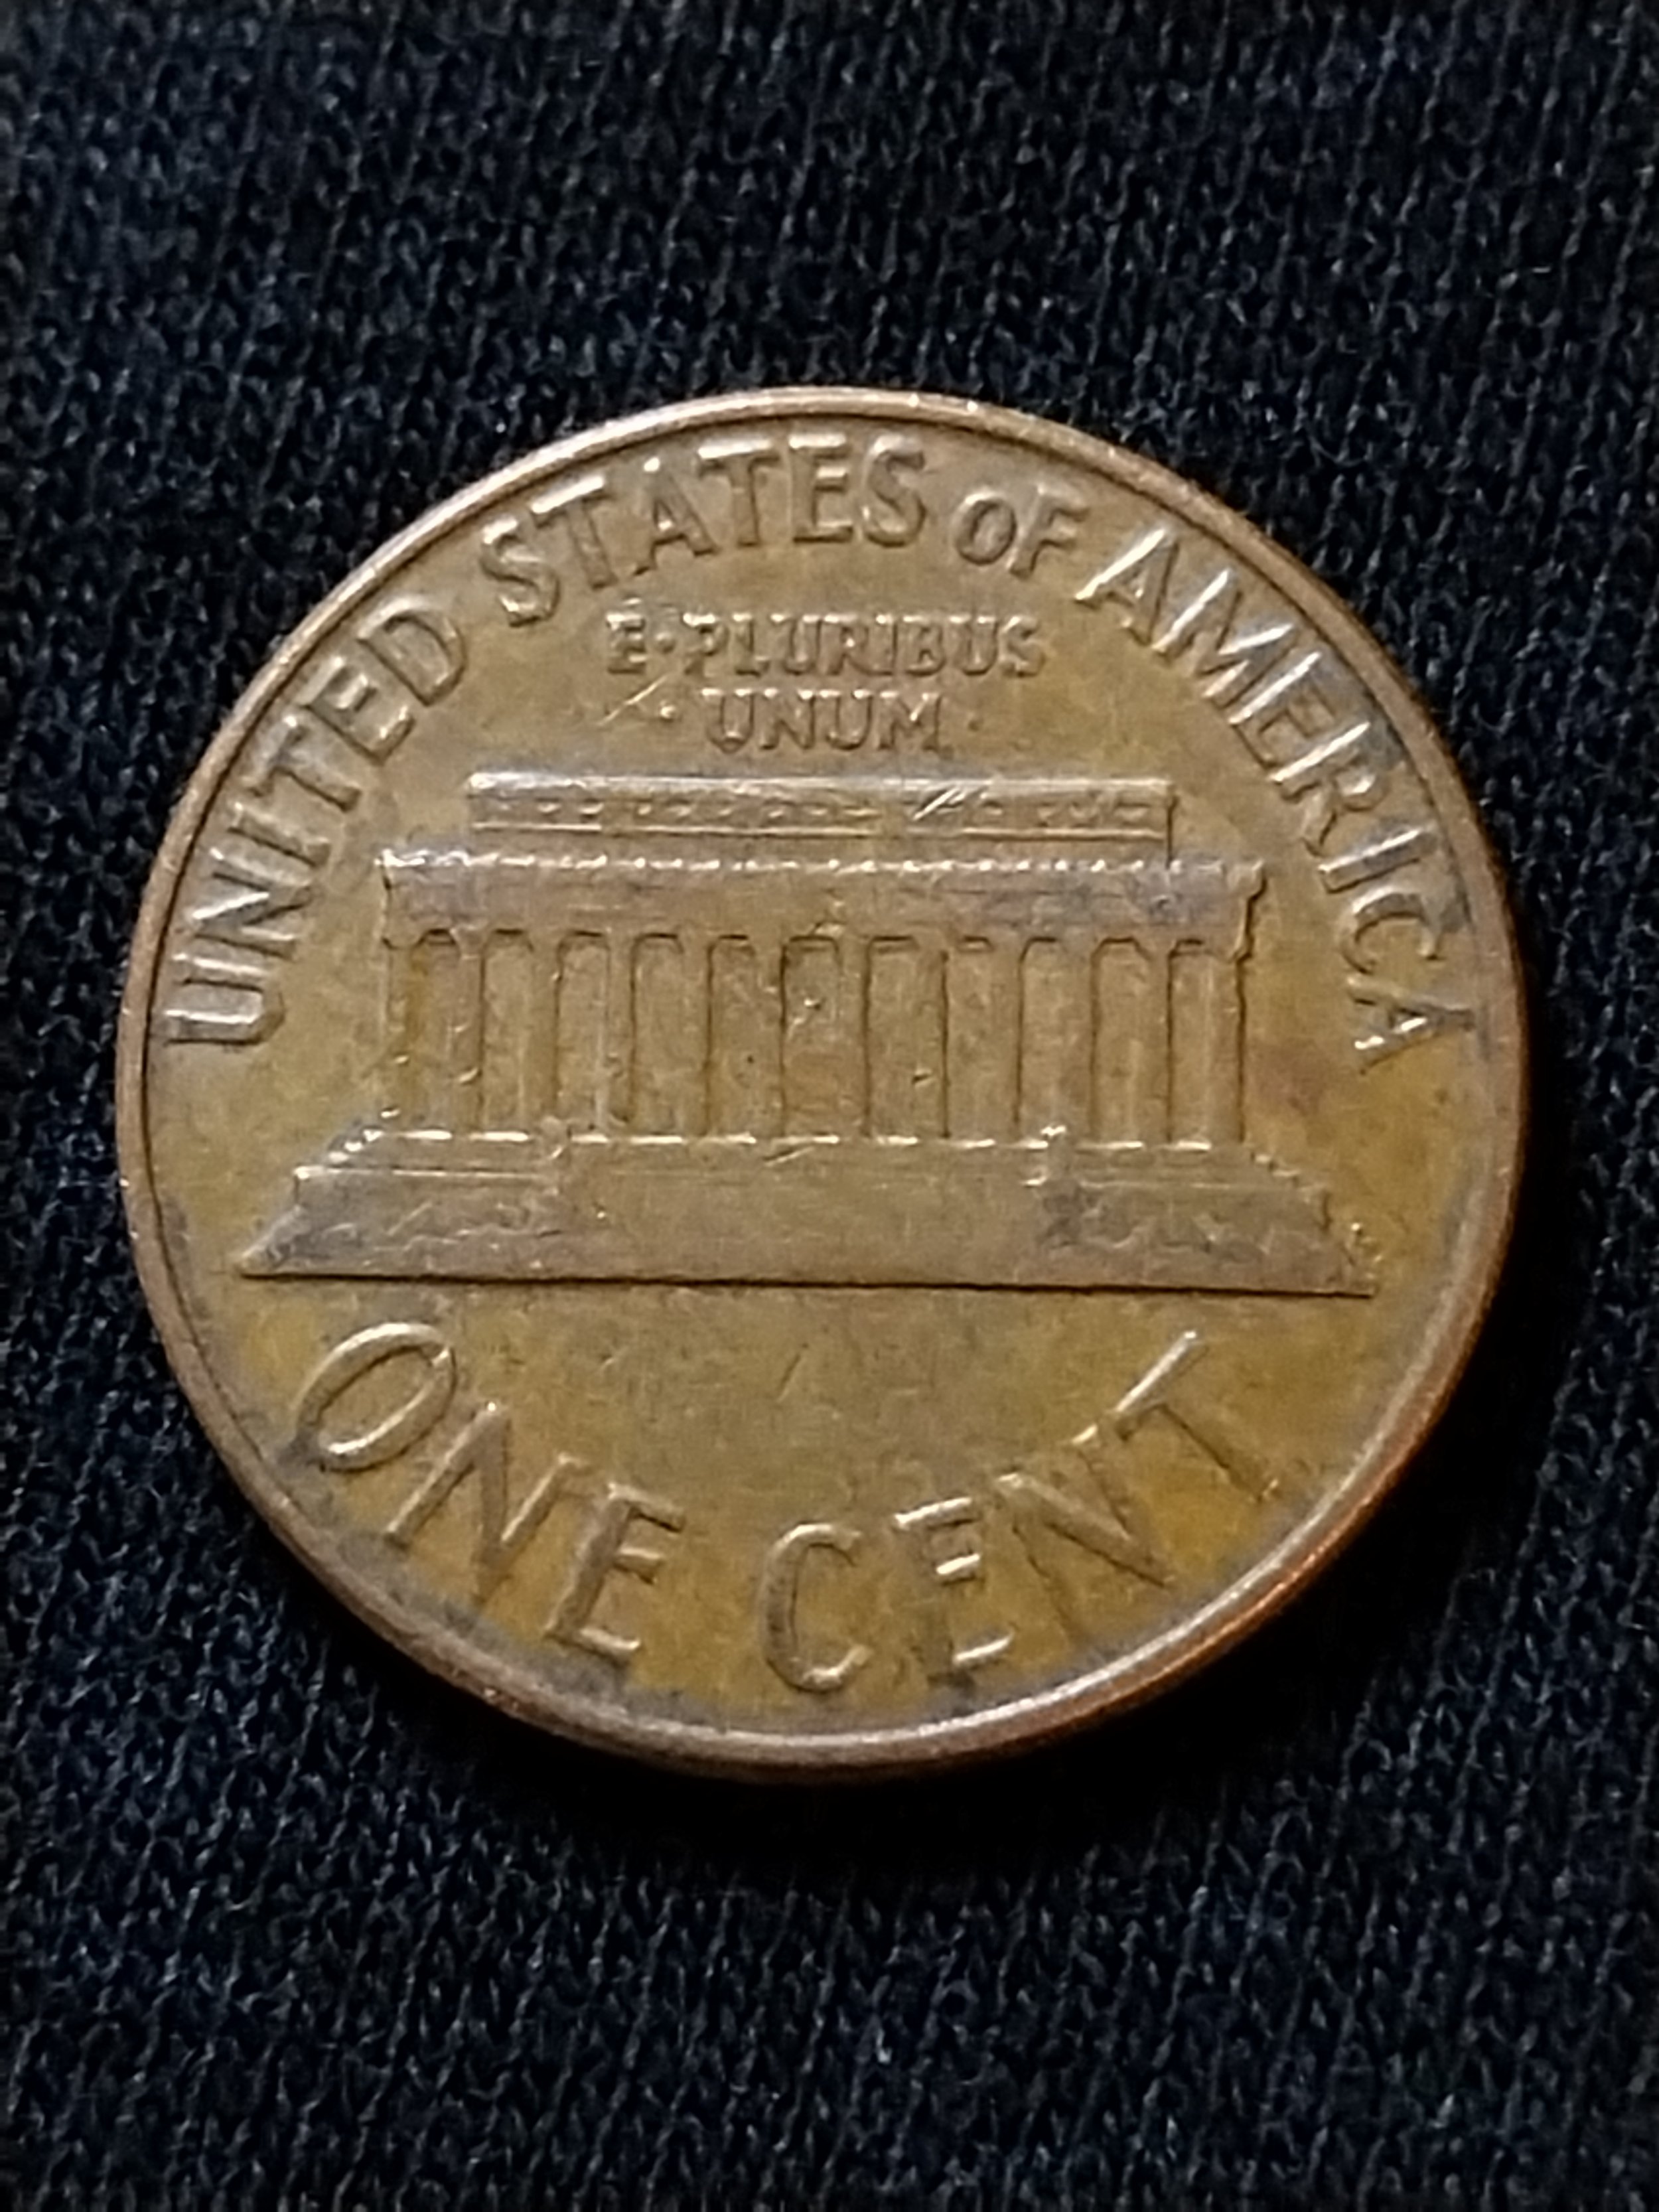 UNITED STATES OF AMERICA
E·PLURIBUS
·UNUM·
ONE CENT